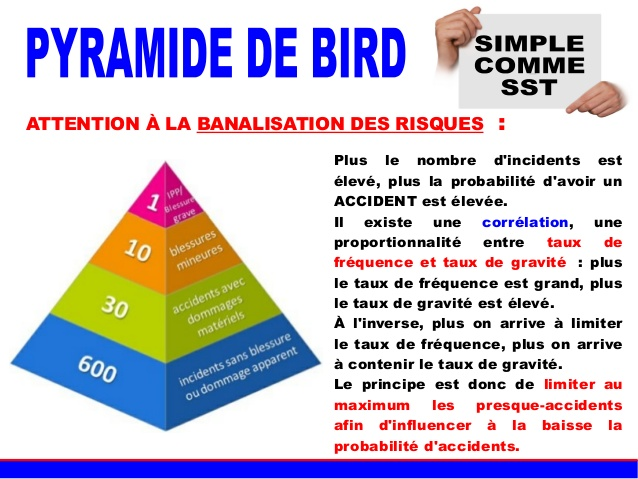 PYRAMIDE DE BIRD
SIMPLE
COMME
SST
ATTENTION À LA BANALISATION DES RISQUES :
1
IPP/
Blessure
grave
10
blessures
mineures
30
accidents avec
dommages
matériels
600
incidents sans blessure
ou dommage apparent
Plus le nombre d'incidents est
élevé, plus la probabilité d'avoir un
ACCIDENT est élevée.
Il existe une corrélation, une
proportionnalité entre taux de
fréquence et taux de gravité : plus
le taux de fréquence est grand, plus
le taux de gravité est élevé.
À l'inverse, plus on arrive à limiter
le taux de fréquence, plus on arrive
à contenir le taux de gravité.
Le principe est donc de limiter au
maximum les presque-accidents
afin d'influencer à la baisse la
probabilité d'accidents.